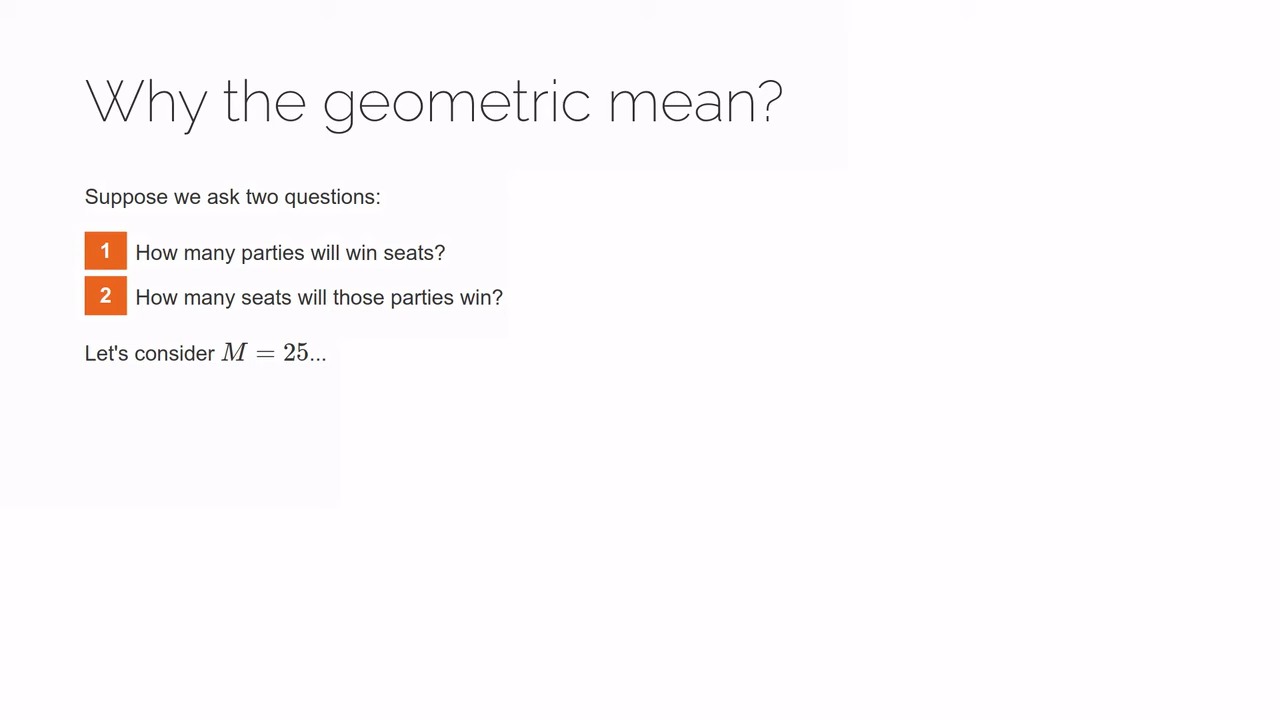 Why the geometric mean?
Suppose we ask two questions:
1 How many parties will win seats?
2 How many seats will those parties win?
Let's consider M = 25...